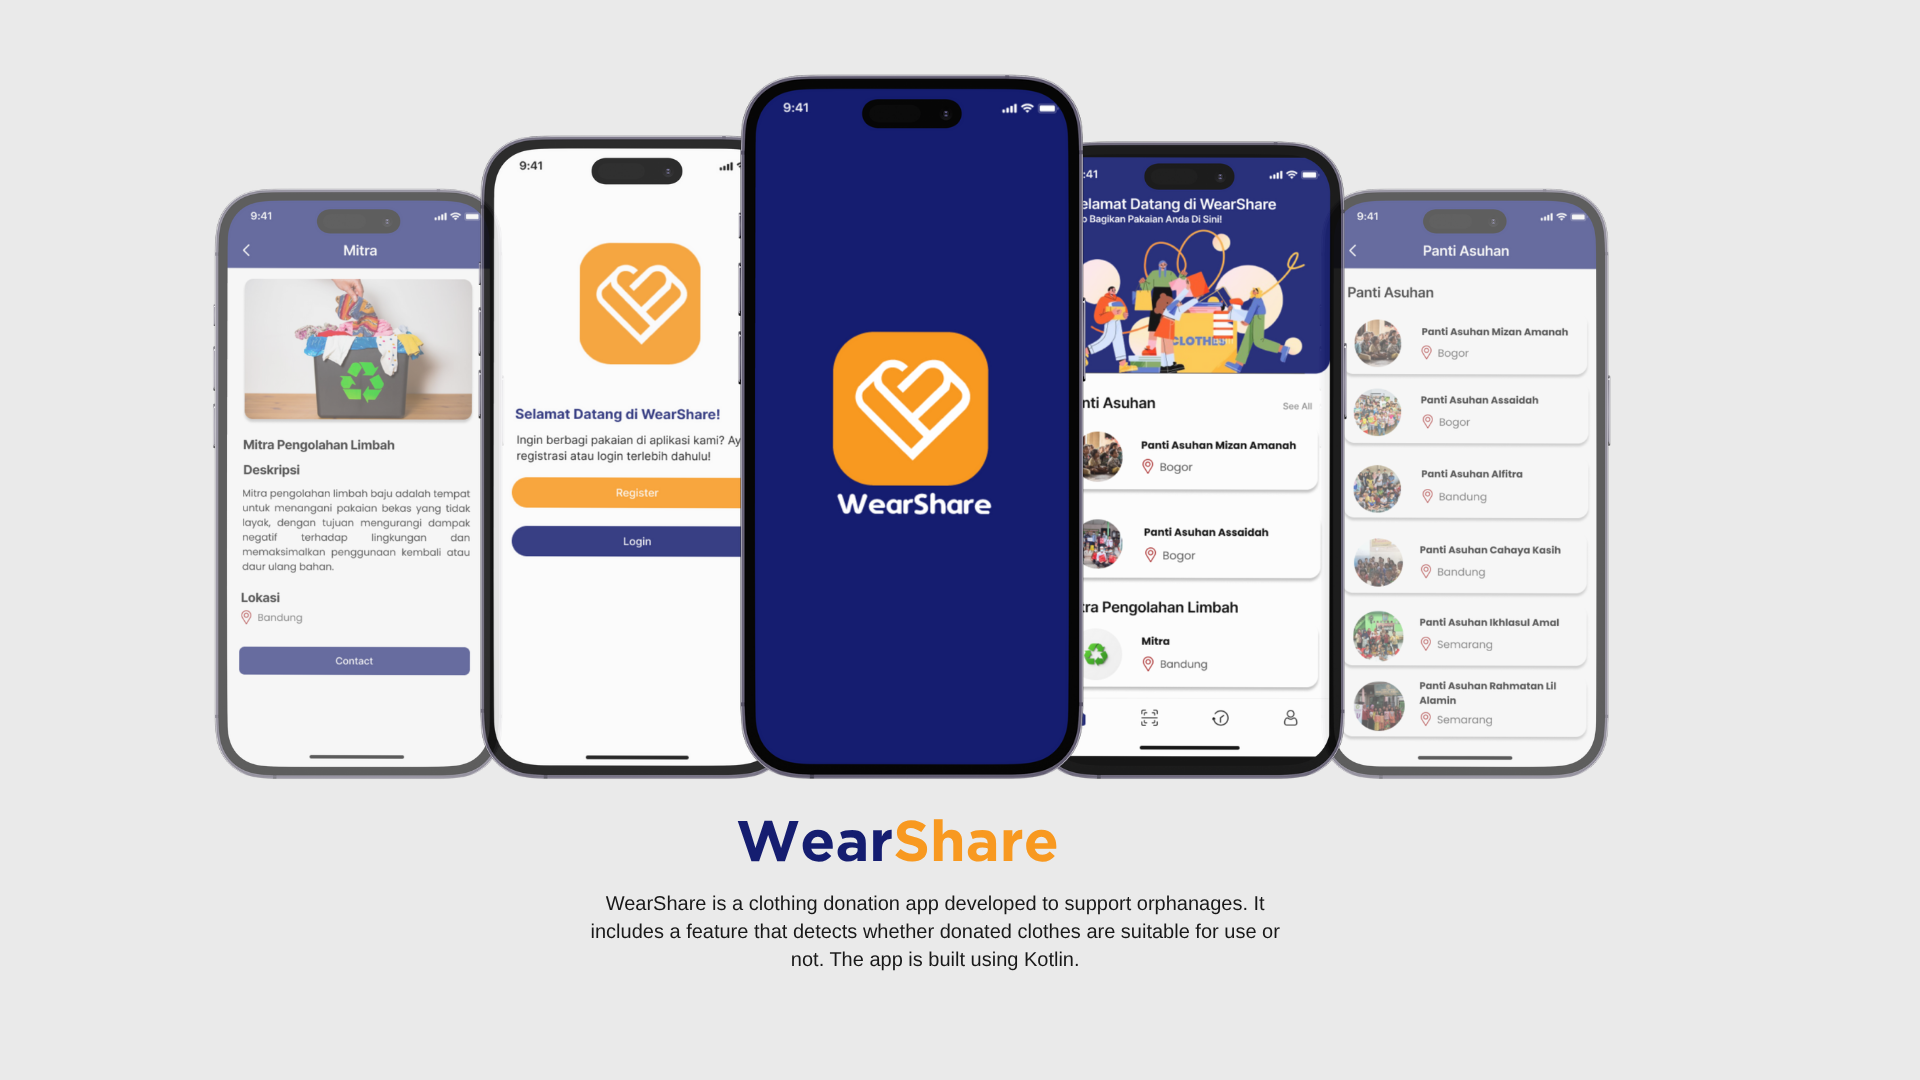 9:41
Mitra
Mitra Pengolahan Limbah
Deskripsi
Mitra pengolahan limbah baju adalah tempat
untuk menangani pakaian bekas yang tidak
layak, dengan tujuan mengurangi dampak
negatif terhadap lingkungan dan
memaksimalkan penggunaan kembali atau
daur ulang bahan.
Lokasi
Bandung
Contact
9:41
Selamat Datang di WearShare!
Ingin berbagi pakaian di aplikasi kami? Ay
registrasi atau login terlebih dahulu!
Register
Login
9:41
WearShare
:41
elamat Datang di WearShare
o Bagikan Pakaian Anda Di Sini!
CLOTHES
nti Asuhan
See All
Panti Asuhan Mizan Amanah
Bogor
Panti Asuhan Assaidah
Bogor
tra Pengolahan Limbah
Mitra
Bandung
9:41
Panti Asuhan
Panti Asuhan
Panti Asuhan Mizan Amanah
Bogor
Panti Asuhan Assaidah
Bogor
Panti Asuhan Alfitra
Bandung
Panti Asuhan Cahaya Kasih
Bandung
Panti Asuhan Ikhlasul Amal
Semarang
Panti Asuhan Rahmatan Lil
Alamin
Semarang
WearShare
WearShare is a clothing donation app developed to support orphanages. It
includes a feature that detects whether donated clothes are suitable for use or
not. The app is built using Kotlin.